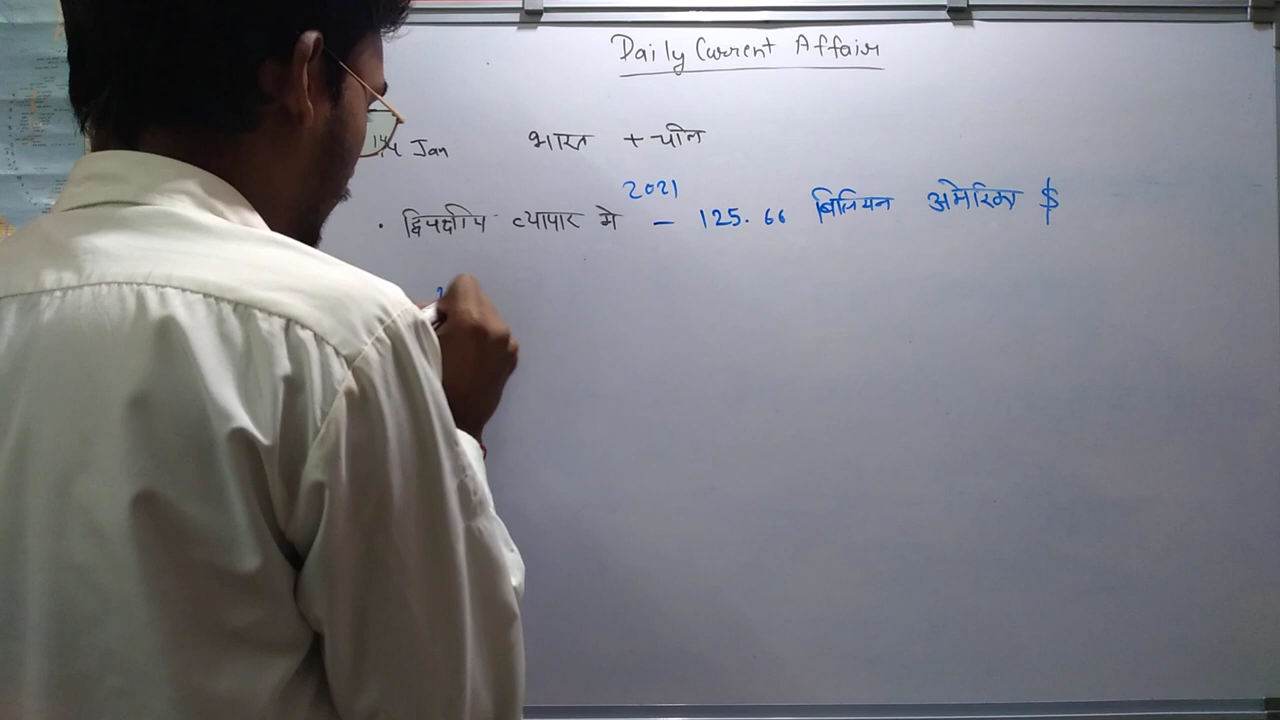 Daily Current Affair
14 Jan भारत + चीन
2021
• द्विपक्षीय व्यापार मे – 125.66 बिलियन अमेरिका $